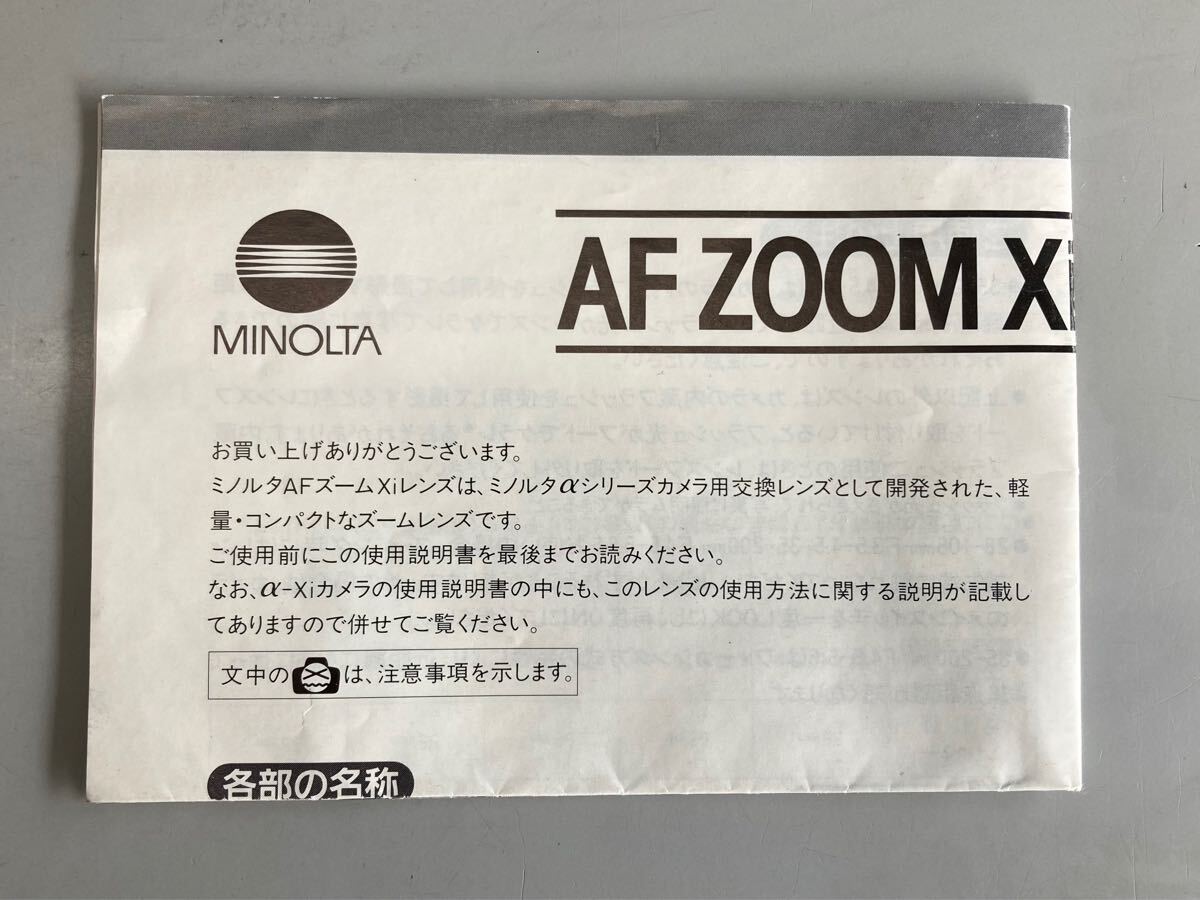 MINOLTA
AF ZOOM Xi
お買い上げありがとうございます。
ミノルタAFズームXiレンズは、ミノルタαシリーズカメラ用交換レンズとして開発された、軽
量・コンパクトなズームレンズです。
ご使用前にこの使用説明書を最後までお読みください。
なお、α-Xiカメラの使用説明書の中にも、このレンズの使用方法に関する説明が記載し
てありますので併せてご覧ください。
文中のは、注意事項を示します。
各部の名称